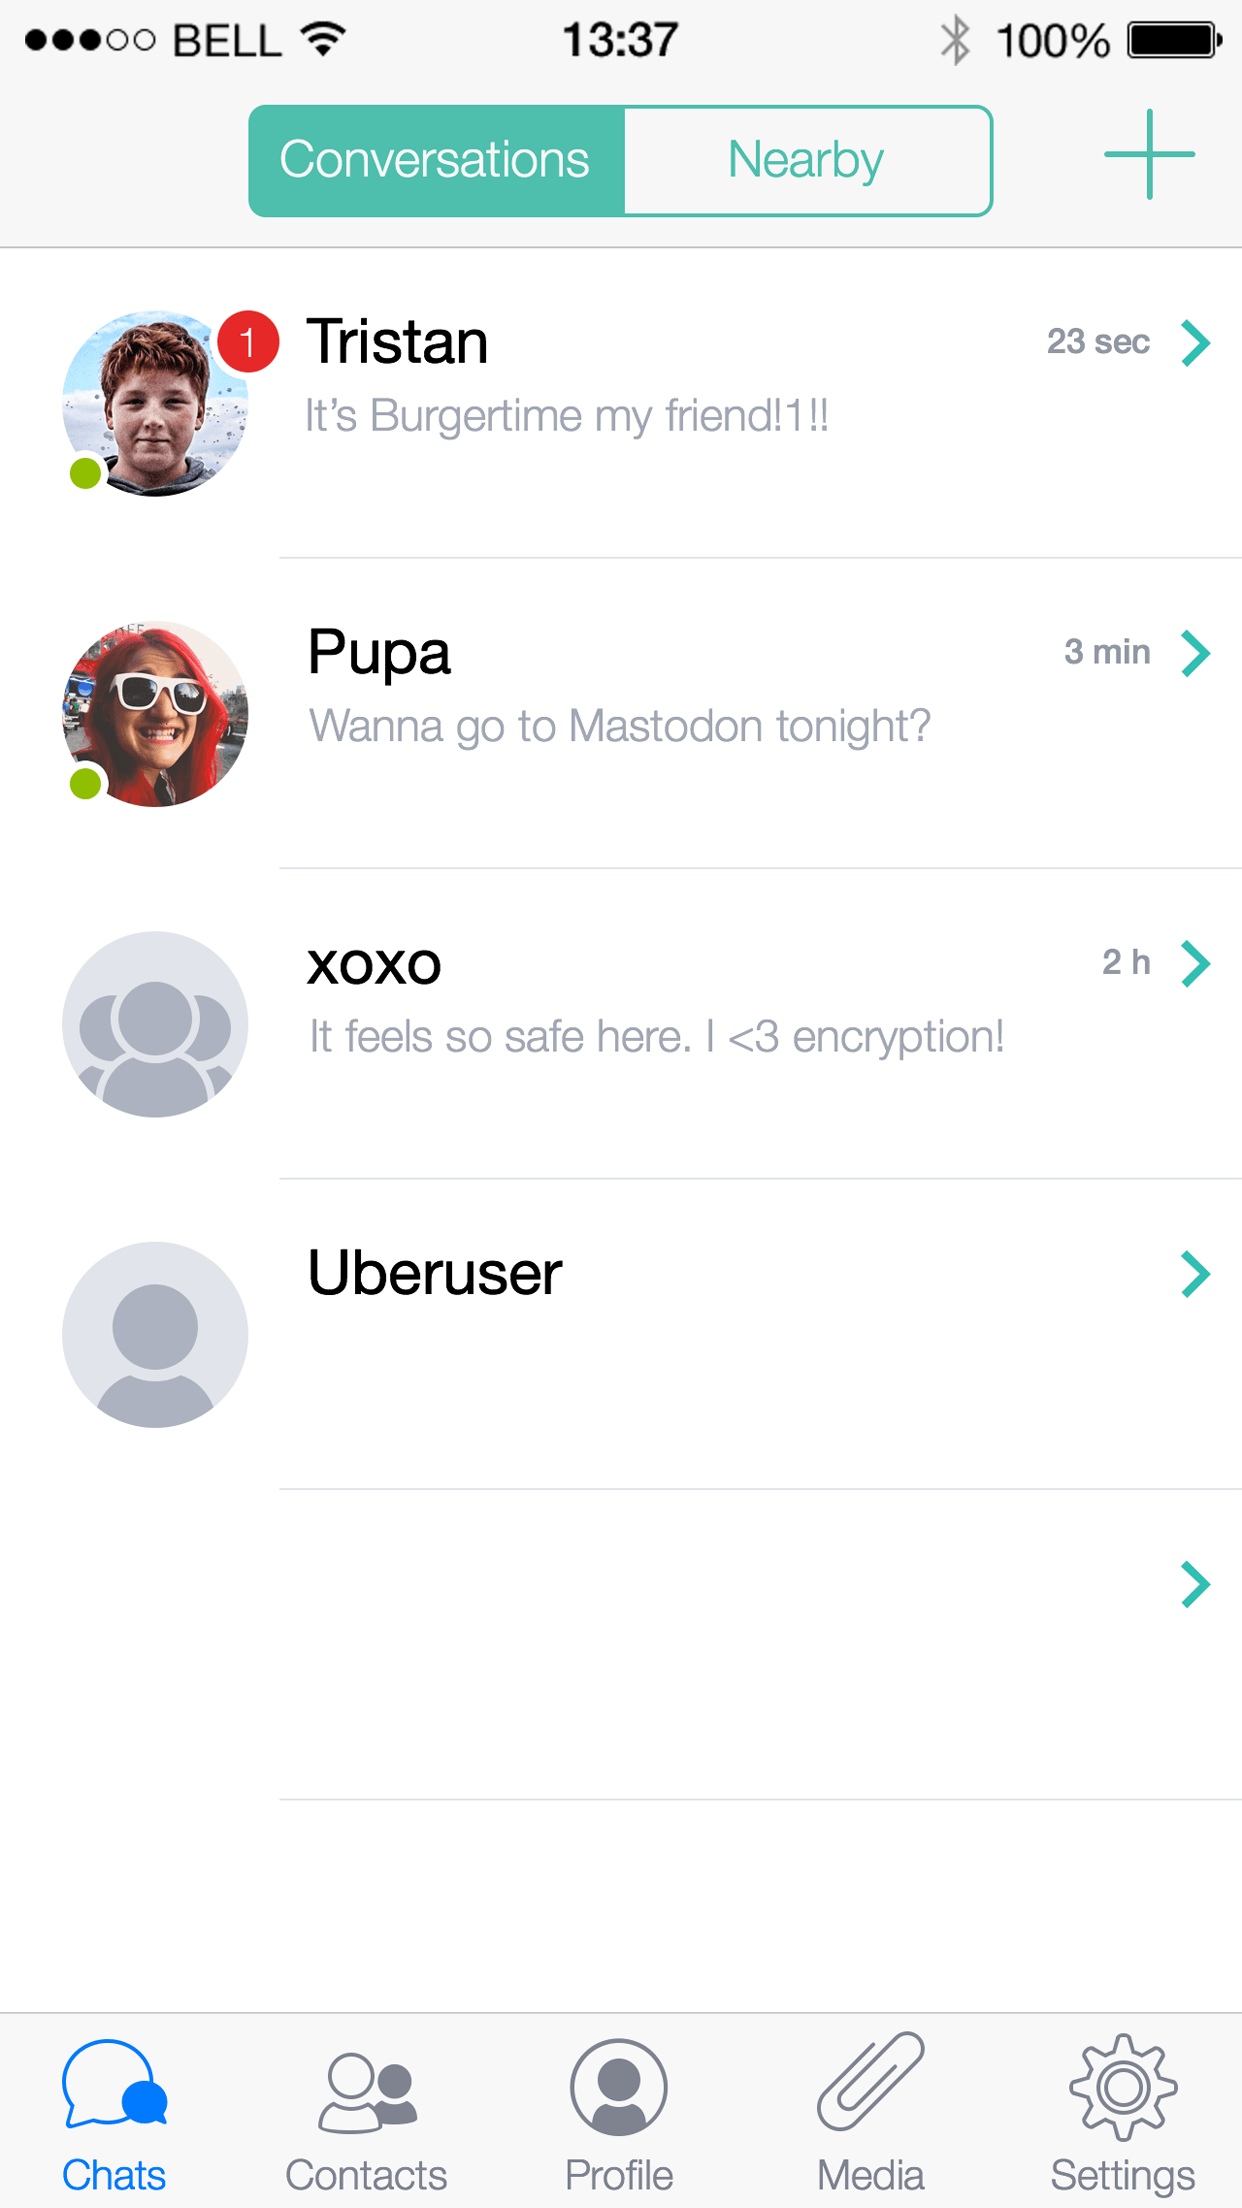 BELL 13:37 100%
Conversations Nearby
1 Tristan 23 sec
It's Burgertime my friend!1!!
Pupa 3 min
Wanna go to Mastodon tonight?
xoxo 2 h
It feels so safe here. I <3 encryption!
Uberuser
Chats Contacts Profile Media Settings